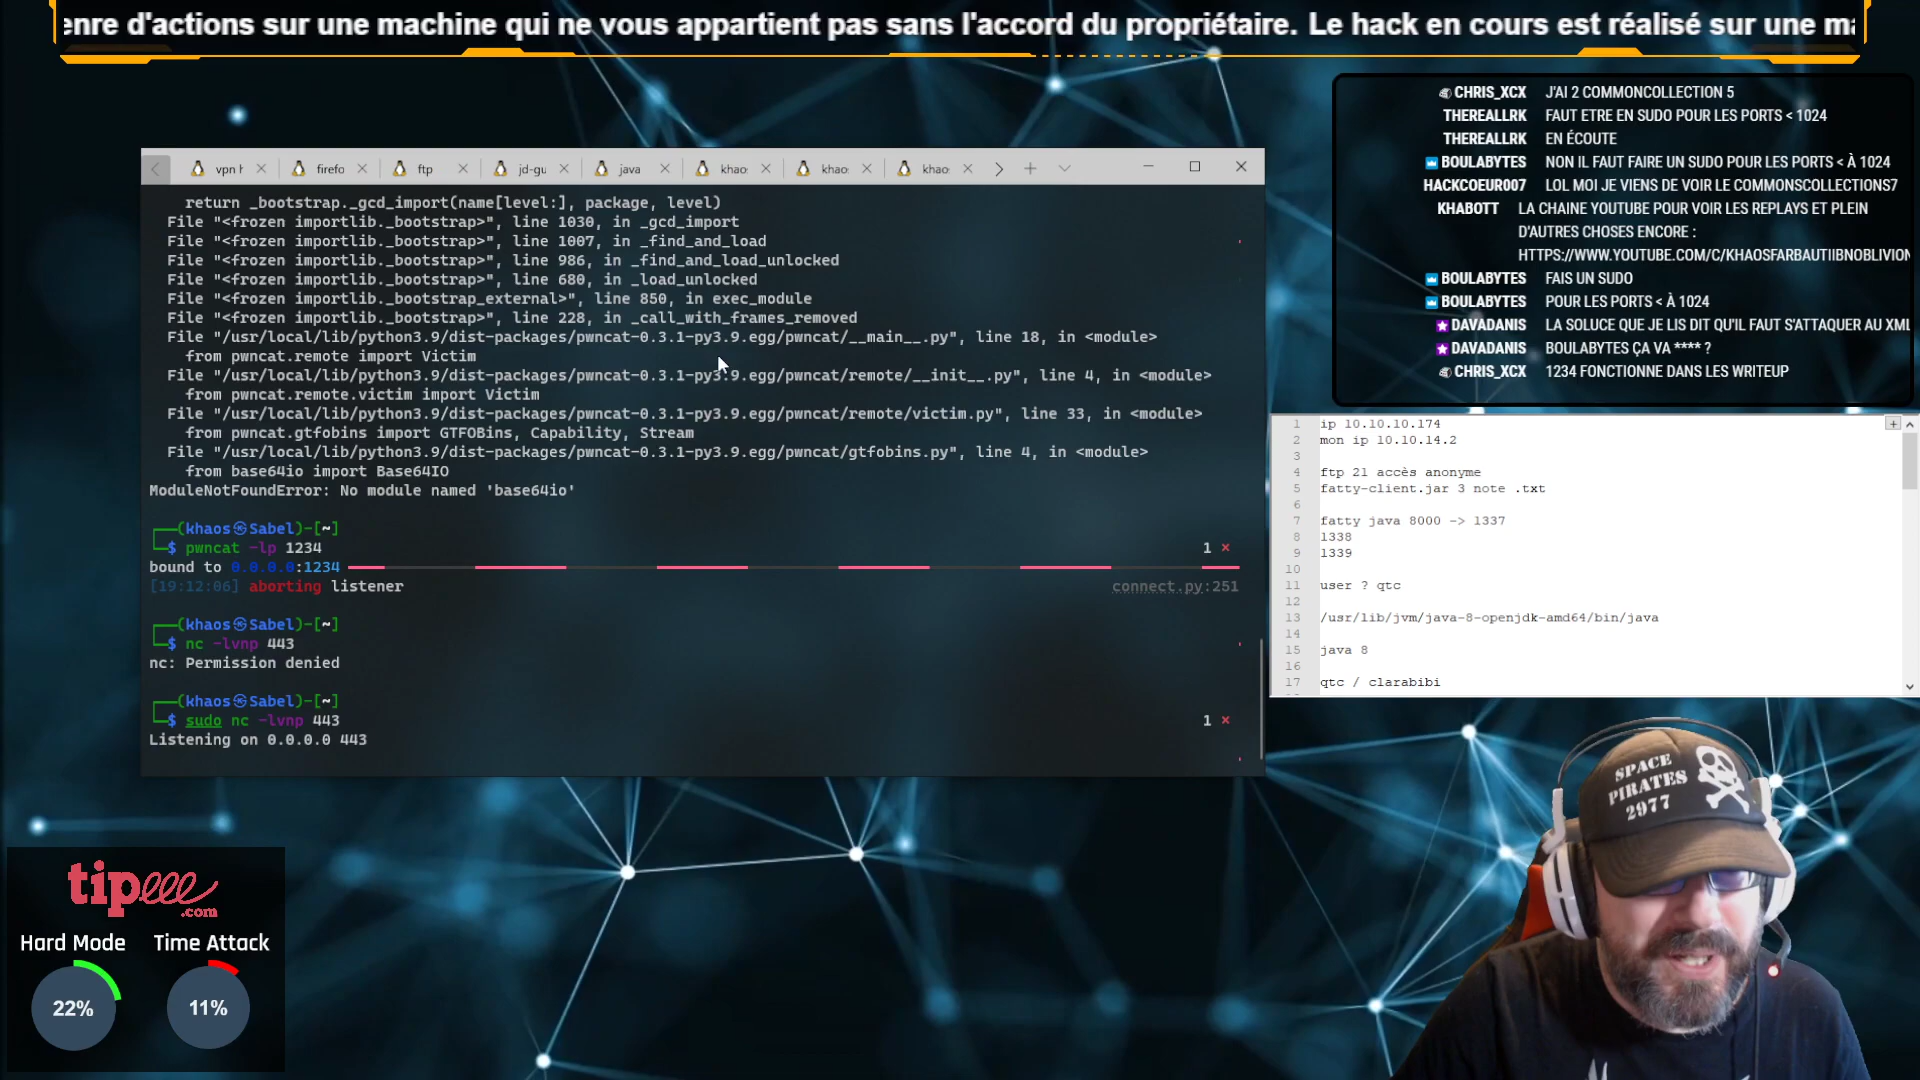 enre d'actions sur une machine qui ne vous appartient pas sans l'accord du propriétaire. Le hack en cours est réalisé sur une
CHRIS_XCX J'AI 2 COMMONCOLLECTION 5
THEREALLRK FAUT ETRE EN SUDO POUR LES PORTS < 1024
THEREALLRK EN ÉCOUTE
BOULABYTES NON IL FAUT FAIRE UN SUDO POUR LES PORTS < À 1024
HACKCOEUR007 LOL MOI JE VIENS DE VOIR LE COMMONSCOLLECTIONS7
KHABOTT LA CHAINE YOUTUBE POUR VOIR LES REPLAYS ET PLEIN
D'AUTRES CHOSES ENCORE :
HTTPS://WWW.YOUTUBE.COM/C/KHAOSFARBAUTIIBNOBLIVION
BOULABYTES FAIS UN SUDO
BOULABYTES POUR LES PORTS < À 1024
DAVADANIS LA SOLUCE QUE JE LIS DIT QU'IL FAUT S'ATTAQUER AU XML
DAVADANIS BOULABYTES ÇA VA **** ?
CHRIS_XCX 1234 FONCTIONNE DANS LES WRITEUP
vpn h firefo ftp jd-gu java khao khao khao
return _bootstrap._gcd_import(name[level:], package, level)
File "<frozen importlib._bootstrap>", line 1030, in _gcd_import
File "<frozen importlib._bootstrap>", line 1007, in _find_and_load
File "<frozen importlib._bootstrap>", line 986, in _find_and_load_unlocked
File "<frozen importlib._bootstrap>", line 680, in _load_unlocked
File "<frozen importlib._bootstrap_external>", line 850, in exec_module
File "<frozen importlib._bootstrap>", line 228, in _call_with_frames_removed
File "/usr/local/lib/python3.9/dist-packages/pwncat-0.3.1-py3.9.egg/pwncat/__main__.py", line 18, in <module>
from pwncat.remote import Victim
File "/usr/local/lib/python3.9/dist-packages/pwncat-0.3.1-py3.9.egg/pwncat/remote/__init__.py", line 4, in <module>
from pwncat.remote.victim import Victim
File "/usr/local/lib/python3.9/dist-packages/pwncat-0.3.1-py3.9.egg/pwncat/remote/victim.py", line 33, in <module>
from pwncat.gtfobins import GTFOBins, Capability, Stream
File "/usr/local/lib/python3.9/dist-packages/pwncat-0.3.1-py3.9.egg/pwncat/gtfobins.py", line 4, in <module>
from base64io import Base64IO
ModuleNotFoundError: No module named 'base64io'
(khaos㉿Sabel)-[~]
$ pwncat -lp 1234 1 ×
bound to 0.0.0.0:1234
[19:12:06] aborting listener connect.py:251
(khaos㉿Sabel)-[~]
$ nc -lvnp 443
nc: Permission denied
(khaos㉿Sabel)-[~]
$ sudo nc -lvnp 443 1 ×
Listening on 0.0.0.0 443
1 ip 10.10.10.174
2 mon ip 10.10.14.2
3
4 ftp 21 accès anonyme
5 fatty-client.jar 3 note .txt
6
7 fatty java 8000 -> 1337
8 1338
9 1339
10
11 user ? qtc
12
13 /usr/lib/jvm/java-8-openjdk-amd64/bin/java
14
15 java 8
16
17 qtc / clarabibi
tipeee
.com
Hard Mode Time Attack
22% 11%
SPACE
PIRATES
2977